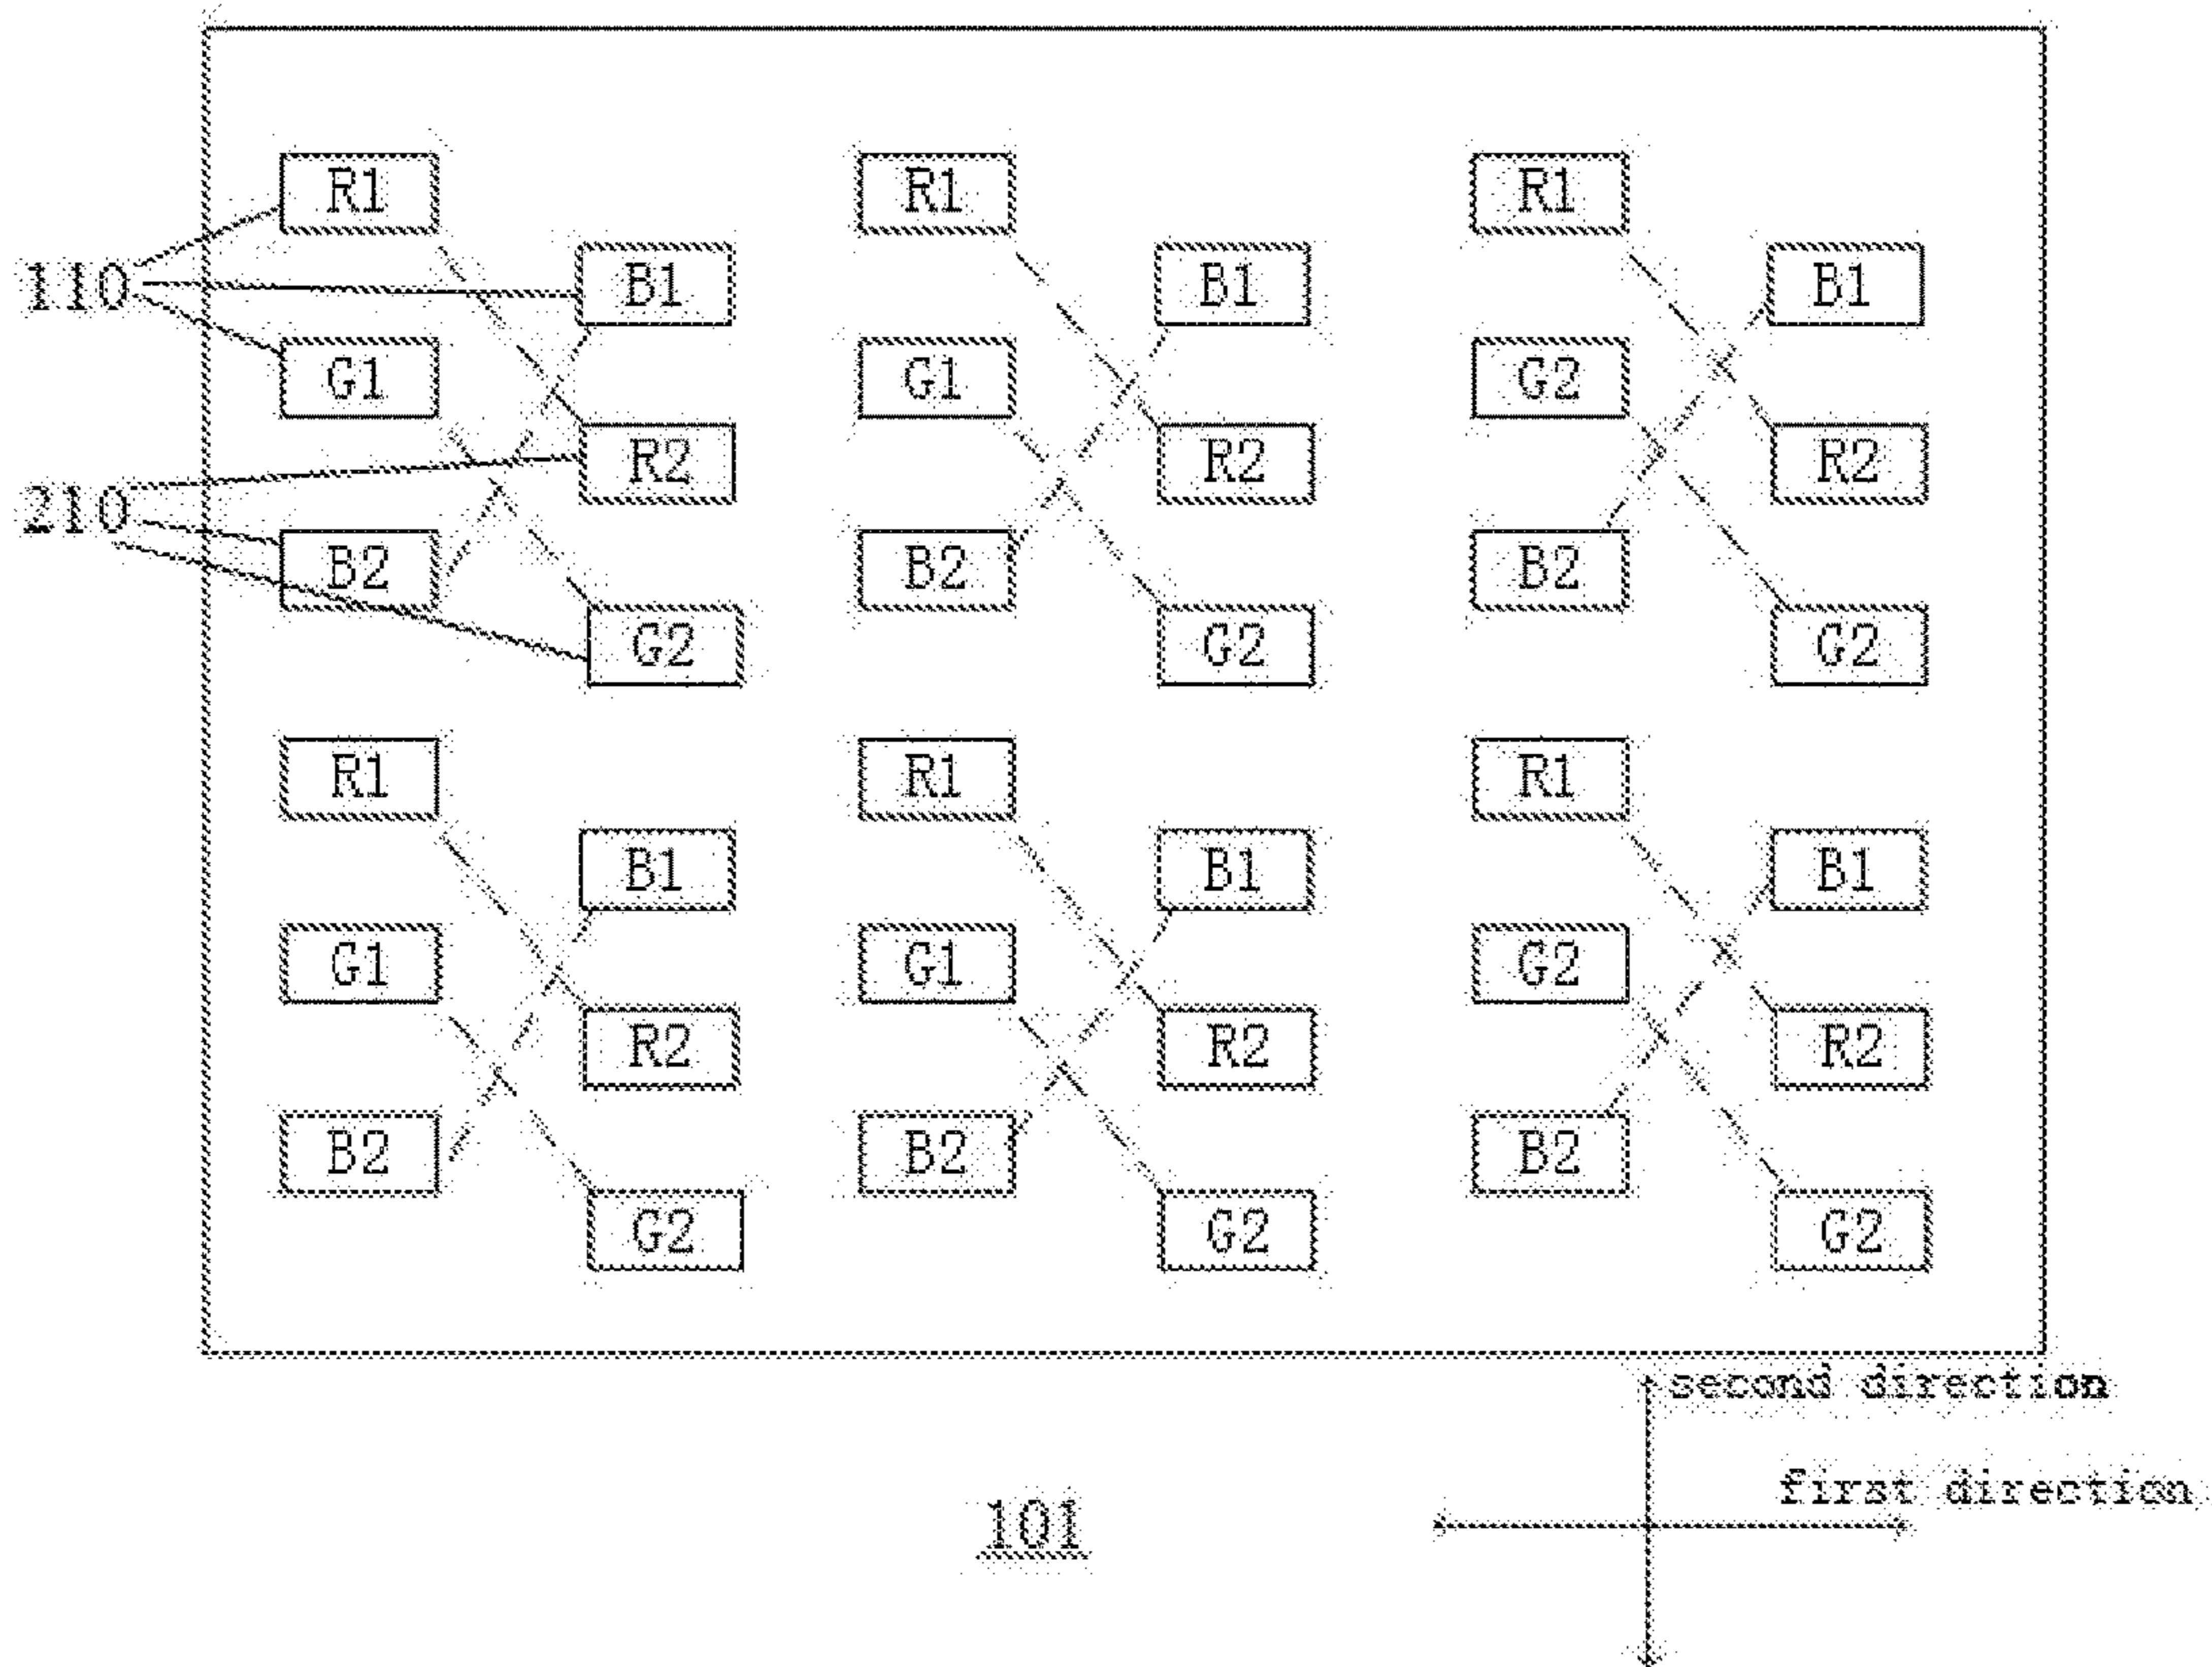 R1 R1 R1
110 B1 B1 B1
G1 G1 G2
R2 R2 R2
210 B2 B2 B2
G2 G2 G2
R1 R1 R1
B1 B1 B1
G1 G1 G2
R2 R2 R2
B2 B2 B2
G2 G2 G2
second direction
first direction
101